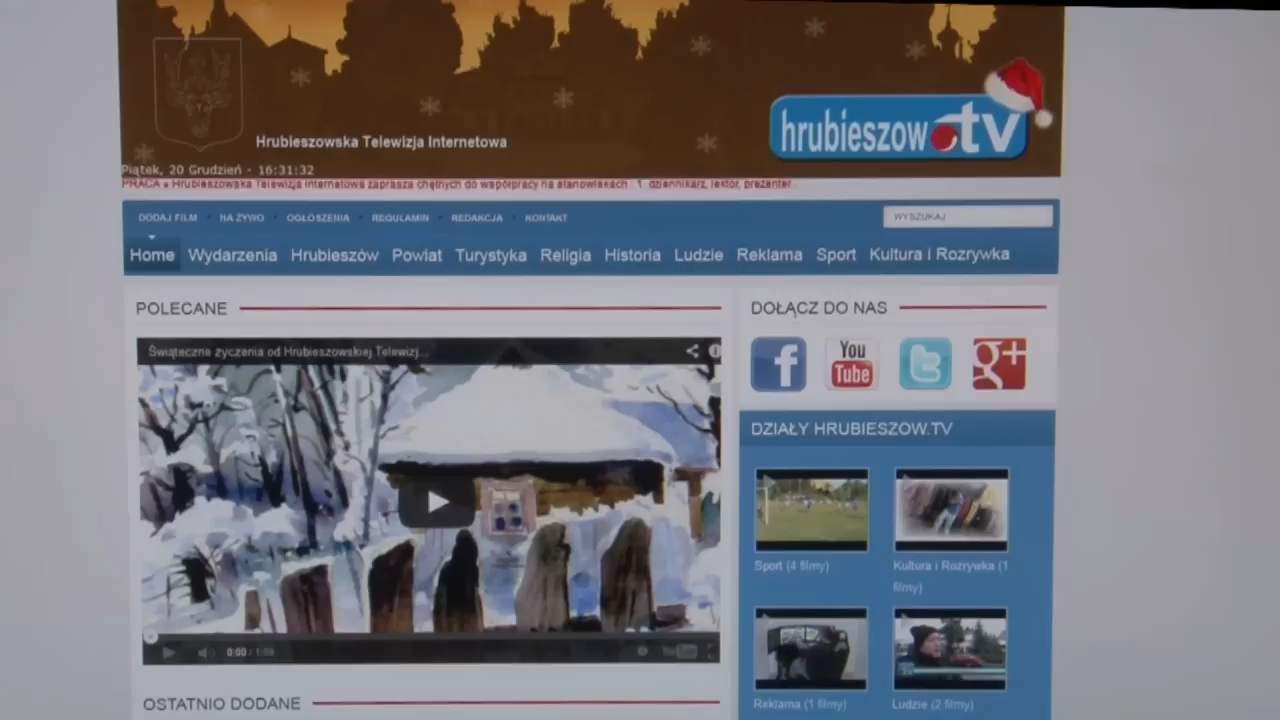 Hrubieszowska Telewizja Internetowa
hrubieszow.tv
Piątek, 20 Grudzień - 16:31:32
PRACA » Hrubieszowska Telewizja Internetowa zaprasza chętnych do współpracy na stanowiskach : 1. dziennikarz, lektor, prezenter...
DODAJ FILM NA ŻYWO OGŁOSZENIA REGULAMIN REDAKCJA KONTAKT
WYSZUKAJ
Home Wydarzenia Hrubieszów Powiat Turystyka Religia Historia Ludzie Reklama Sport Kultura i Rozrywka
POLECANE
Świąteczne życzenia od Hrubieszowskiej Telewizj...
0:00 / 1:08
OSTATNIO DODANE
DOŁĄCZ DO NAS
f
You
Tube
g+
DZIAŁY HRUBIESZOW.TV
Sport (4 filmy)
Kultura i Rozrywka (1
filmy)
Reklama (1 filmy)
Ludzie (2 filmy)